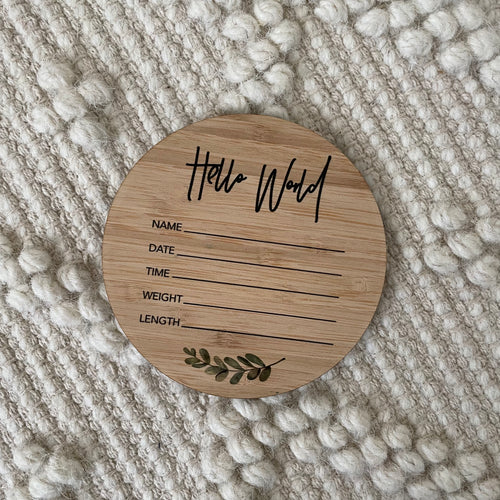 Hello World
NAME
DATE
TIME
WEIGHT
LENGTH